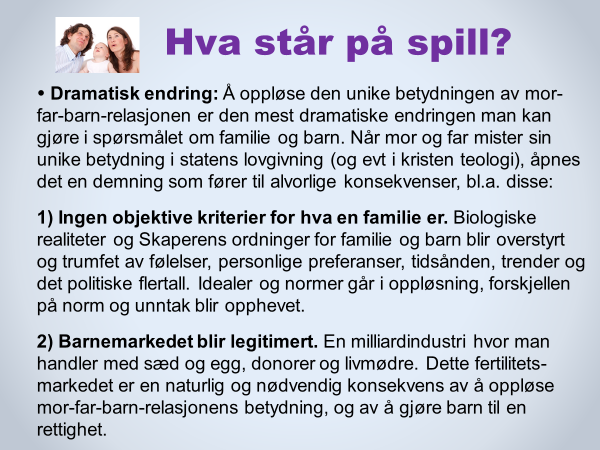 Hva står på spill?
• Dramatisk endring: Å oppløse den unike betydningen av mor-
far-barn-relasjonen er den mest dramatiske endringen man kan
gjøre i spørsmålet om familie og barn. Når mor og far mister sin
unike betydning i statens lovgivning (og evt i kristen teologi), åpnes
det en demning som fører til alvorlige konsekvenser, bl.a. disse:
1) Ingen objektive kriterier for hva en familie er. Biologiske
realiteter og Skaperens ordninger for familie og barn blir overstyrt
og trumfet av følelser, personlige preferanser, tidsånden, trender og
det politiske flertall. Idealer og normer går i oppløsning, forskjellen
på norm og unntak blir opphevet.
2) Barnemarkedet blir legitimert. En milliardindustri hvor man
handler med sæd og egg, donorer og livmødre. Dette fertilitets-
markedet er en naturlig og nødvendig konsekvens av å oppløse
mor-far-barn-relasjonens betydning, og av å gjøre barn til en
rettighet.